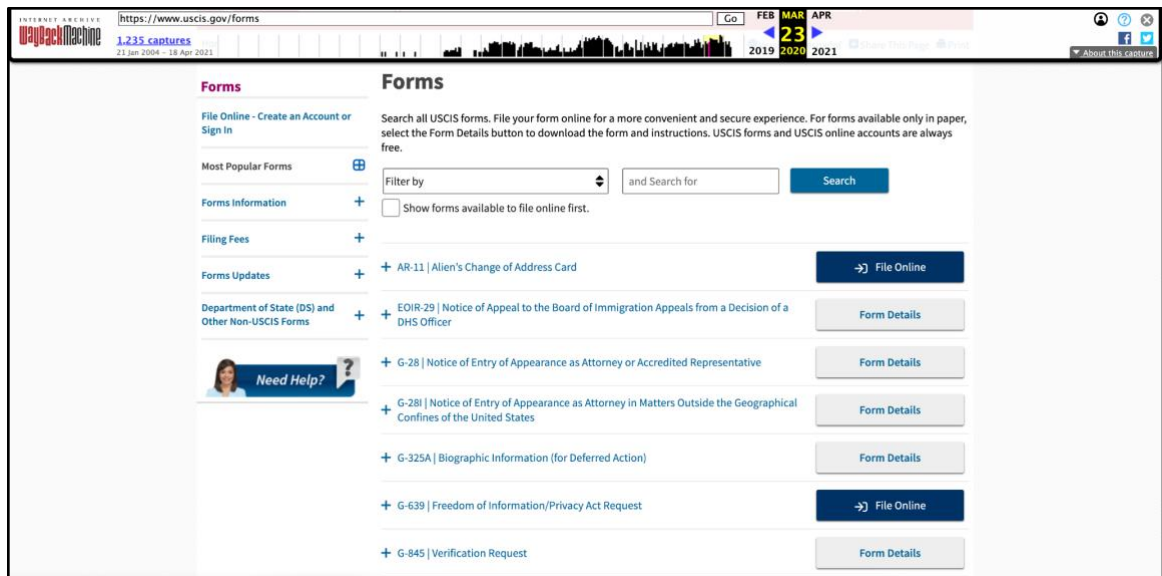 INTERNET ARCHIVE
WayBackMachine
https://www.uscis.gov/forms
Go
FEB MAR APR
23
2019 2020 2021
1,235 captures
21 Jan 2004 – 18 Apr 2021
Share This Page
Print
About this capture
Forms
File Online - Create an Account or
Sign In
Most Popular Forms
Forms Information
Filing Fees
Forms Updates
Department of State (DS) and
Other Non-USCIS Forms
Need Help?
Forms
Search all USCIS forms. File your form online for a more convenient and secure experience. For forms available only in paper,
select the Form Details button to download the form and instructions. USCIS forms and USCIS online accounts are always
free.
Filter by
and Search for
Search
Show forms available to file online first.
AR-11 | Alien's Change of Address Card
File Online
EOIR-29 | Notice of Appeal to the Board of Immigration Appeals from a Decision of a
DHS Officer
Form Details
G-28 | Notice of Entry of Appearance as Attorney or Accredited Representative
Form Details
G-28I | Notice of Entry of Appearance as Attorney in Matters Outside the Geographical
Confines of the United States
Form Details
G-325A | Biographic Information (for Deferred Action)
Form Details
G-639 | Freedom of Information/Privacy Act Request
File Online
G-845 | Verification Request
Form Details